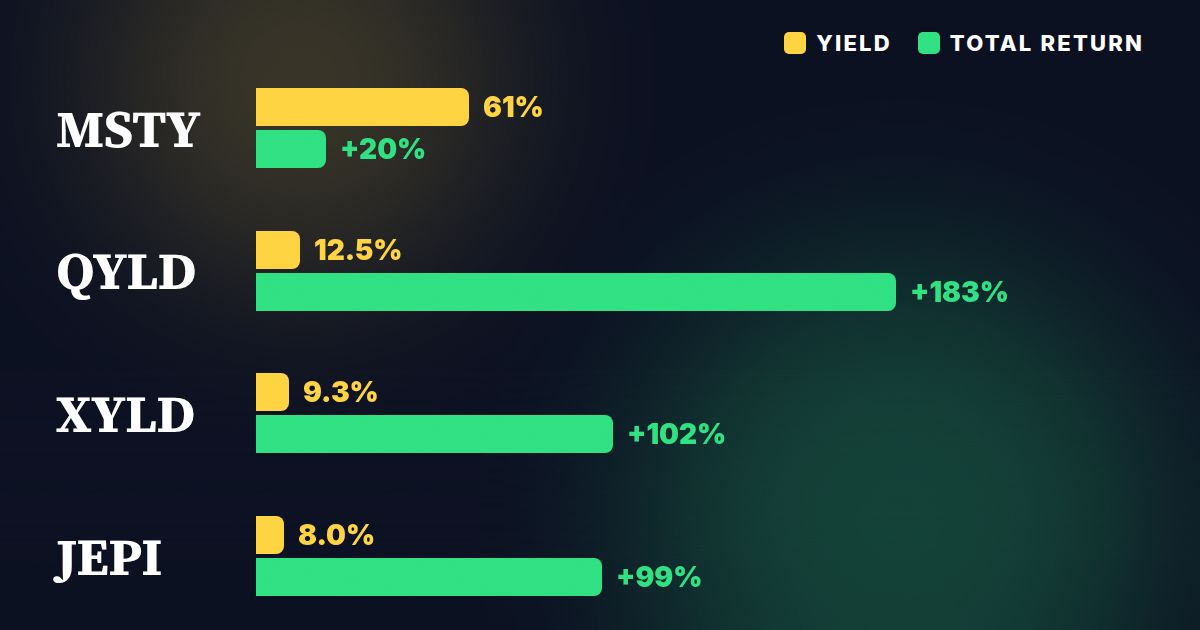 YIELD TOTAL RETURN
MSTY
61%
+20%
QYLD
12.5%
+183%
XYLD
9.3%
+102%
JEPI
8.0%
+99%